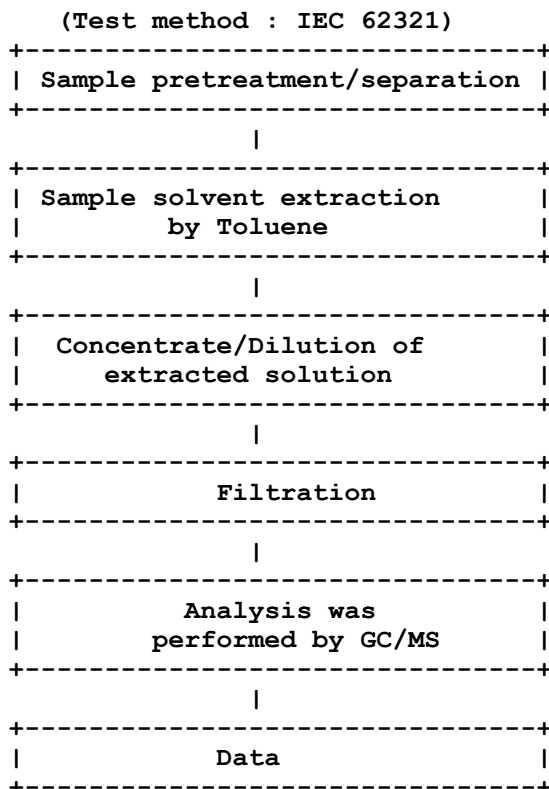 (Test method : IEC 62321)
Sample pretreatment/separation
Sample solvent extraction
by Toluene
Concentrate/Dilution of
extracted solution
Filtration
Analysis was
performed by GC/MS
Data